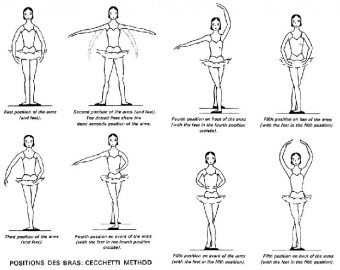 First position of the arms
(and feet).
Second position of the arms (and feet).
The dotted lines show the
demi-seconde position of the arms.
Fourth position en haut of the arms
(with the feet in the fourth position
croisée).
Fifth position en bas of the arms
(with the feet in the fifth position).
Third position of the arms
(and feet).
Fourth position en avant of the arms
(with the feet in the fourth position
croisée).
Fifth position en avant of the arms
(with the feet in the fifth position).
Fifth position en haut of the arms
(with the feet in the fifth position).
POSITIONS DES BRAS: CECCHETTI METHOD